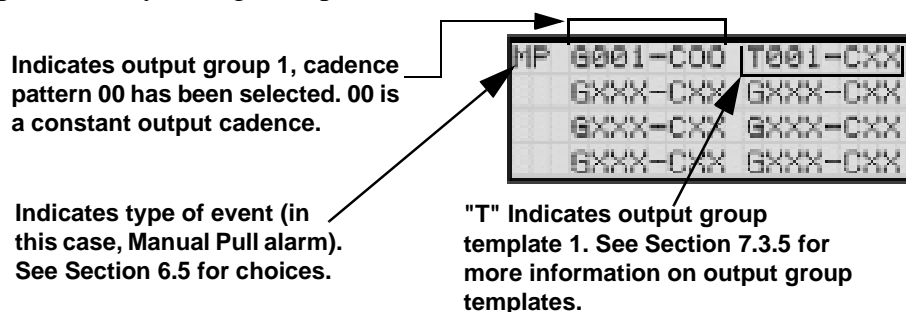 Indicates output group 1, cadence
pattern 00 has been selected. 00 is
a constant output cadence.
MP G001-C00 T001-CXX
GXXX-CXX GXXX-CXX
GXXX-CXX GXXX-CXX
GXXX-CXX GXXX-CXX
Indicates type of event (in
this case, Manual Pull alarm).
See Section 6.5 for choices.
"T" Indicates output group
template 1. See Section 7.3.5 for
more information on output group
templates.